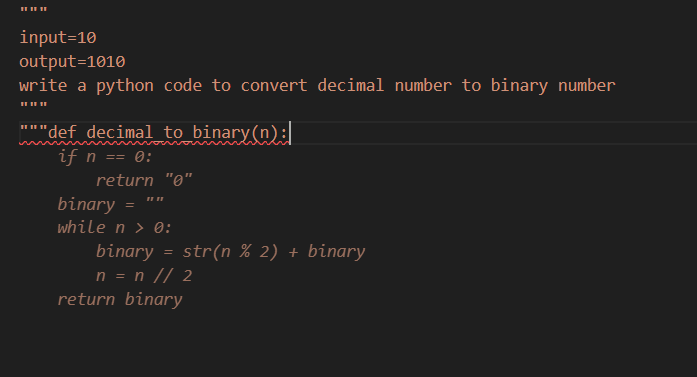 """
input=10
output=1010
write a python code to convert decimal number to binary number
"""
"""def decimal_to_binary(n):
    if n == 0:
        return "0"
    binary = ""
    while n > 0:
        binary = str(n % 2) + binary
        n = n // 2
    return binary